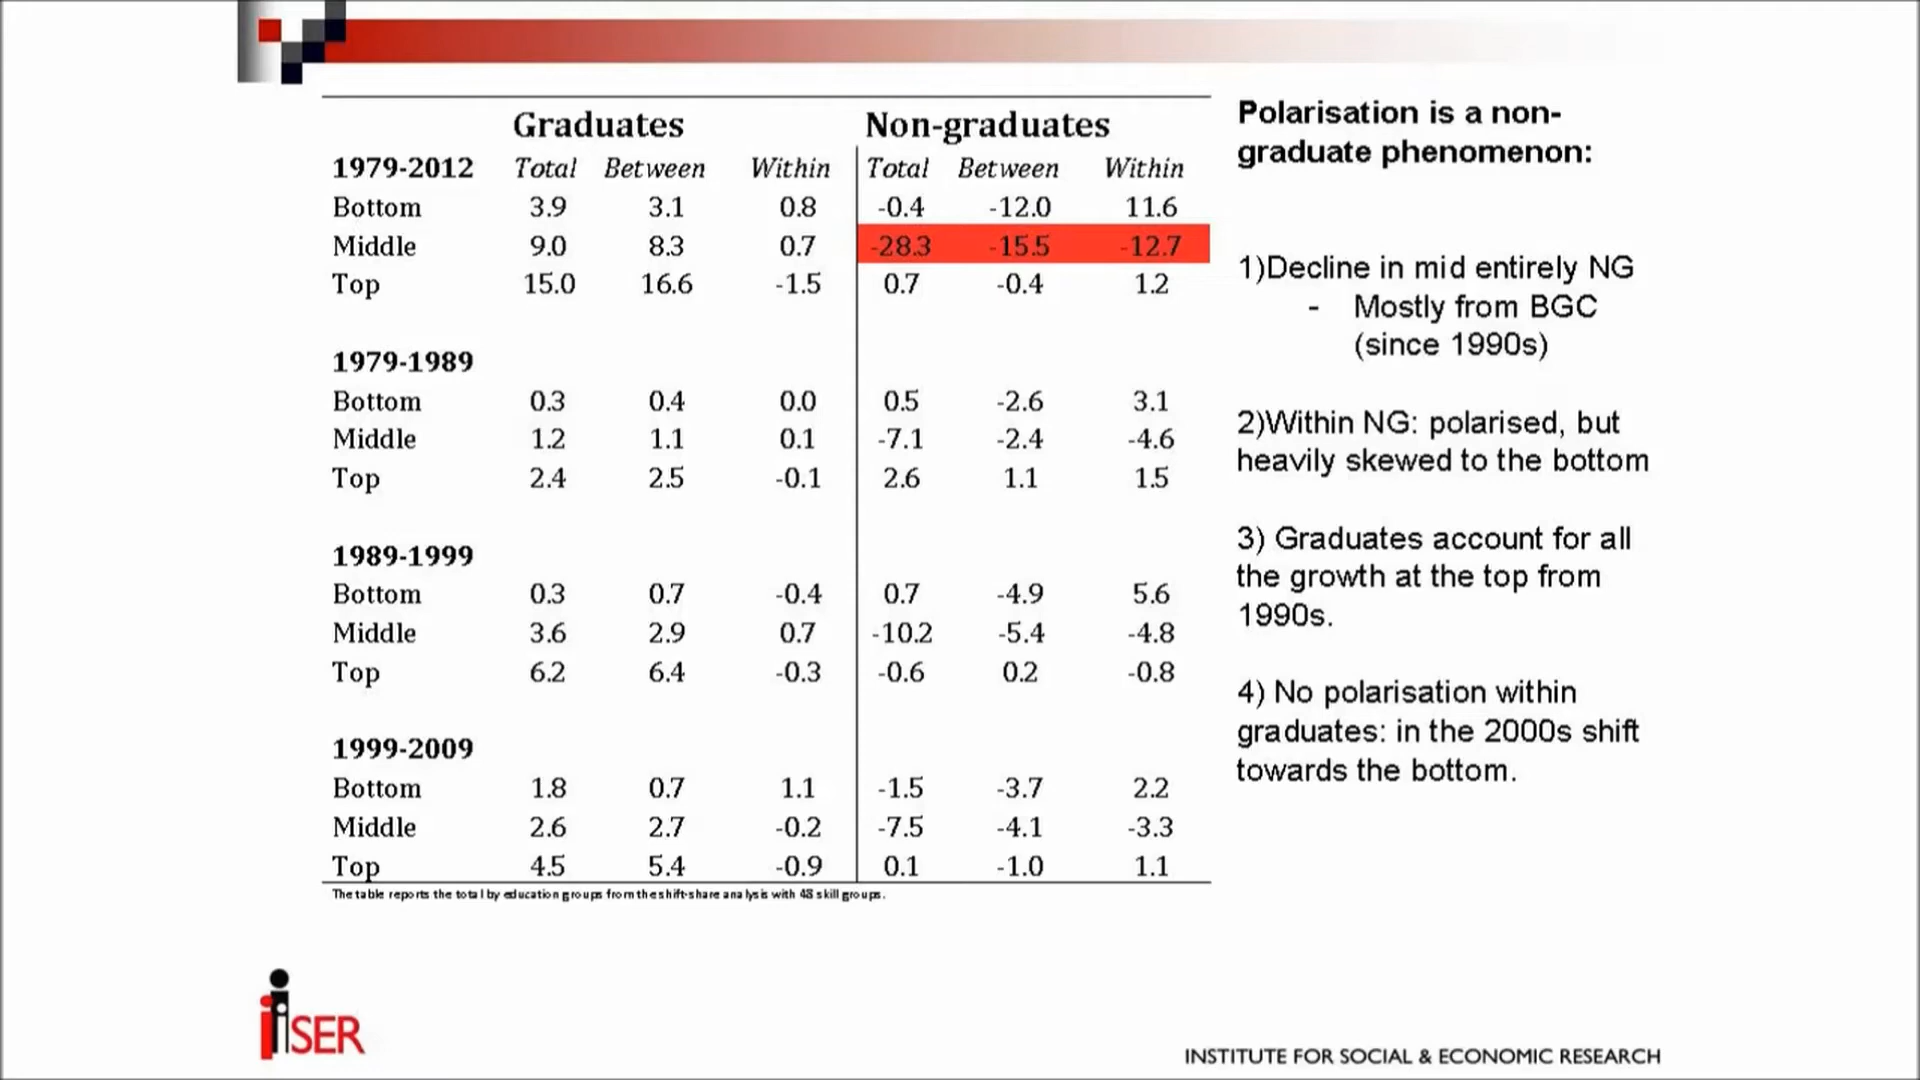 Graduates Non-graduates
1979-2012 Total Between Within Total Between Within
Bottom 3.9 3.1 0.8 -0.4 -12.0 11.6
Middle 9.0 8.3 0.7 -28.3 -15.5 -12.7
Top 15.0 16.6 -1.5 0.7 -0.4 1.2
1979-1989
Bottom 0.3 0.4 0.0 0.5 -2.6 3.1
Middle 1.2 1.1 0.1 -7.1 -2.4 -4.6
Top 2.4 2.5 -0.1 2.6 1.1 1.5
1989-1999
Bottom 0.3 0.7 -0.4 0.7 -4.9 5.6
Middle 3.6 2.9 0.7 -10.2 -5.4 -4.8
Top 6.2 6.4 -0.3 -0.6 0.2 -0.8
1999-2009
Bottom 1.8 0.7 1.1 -1.5 -3.7 2.2
Middle 2.6 2.7 -0.2 -7.5 -4.1 -3.3
Top 4.5 5.4 -0.9 0.1 -1.0 1.1
The table reports the total by education groups from the shift-share analysis with 48 skill groups.
Polarisation is a non-
graduate phenomenon:
1)Decline in mid entirely NG
- Mostly from BGC
(since 1990s)
2)Within NG: polarised, but
heavily skewed to the bottom
3) Graduates account for all
the growth at the top from
1990s.
4) No polarisation within
graduates: in the 2000s shift
towards the bottom.
iiSER
INSTITUTE FOR SOCIAL & ECONOMIC RESEARCH